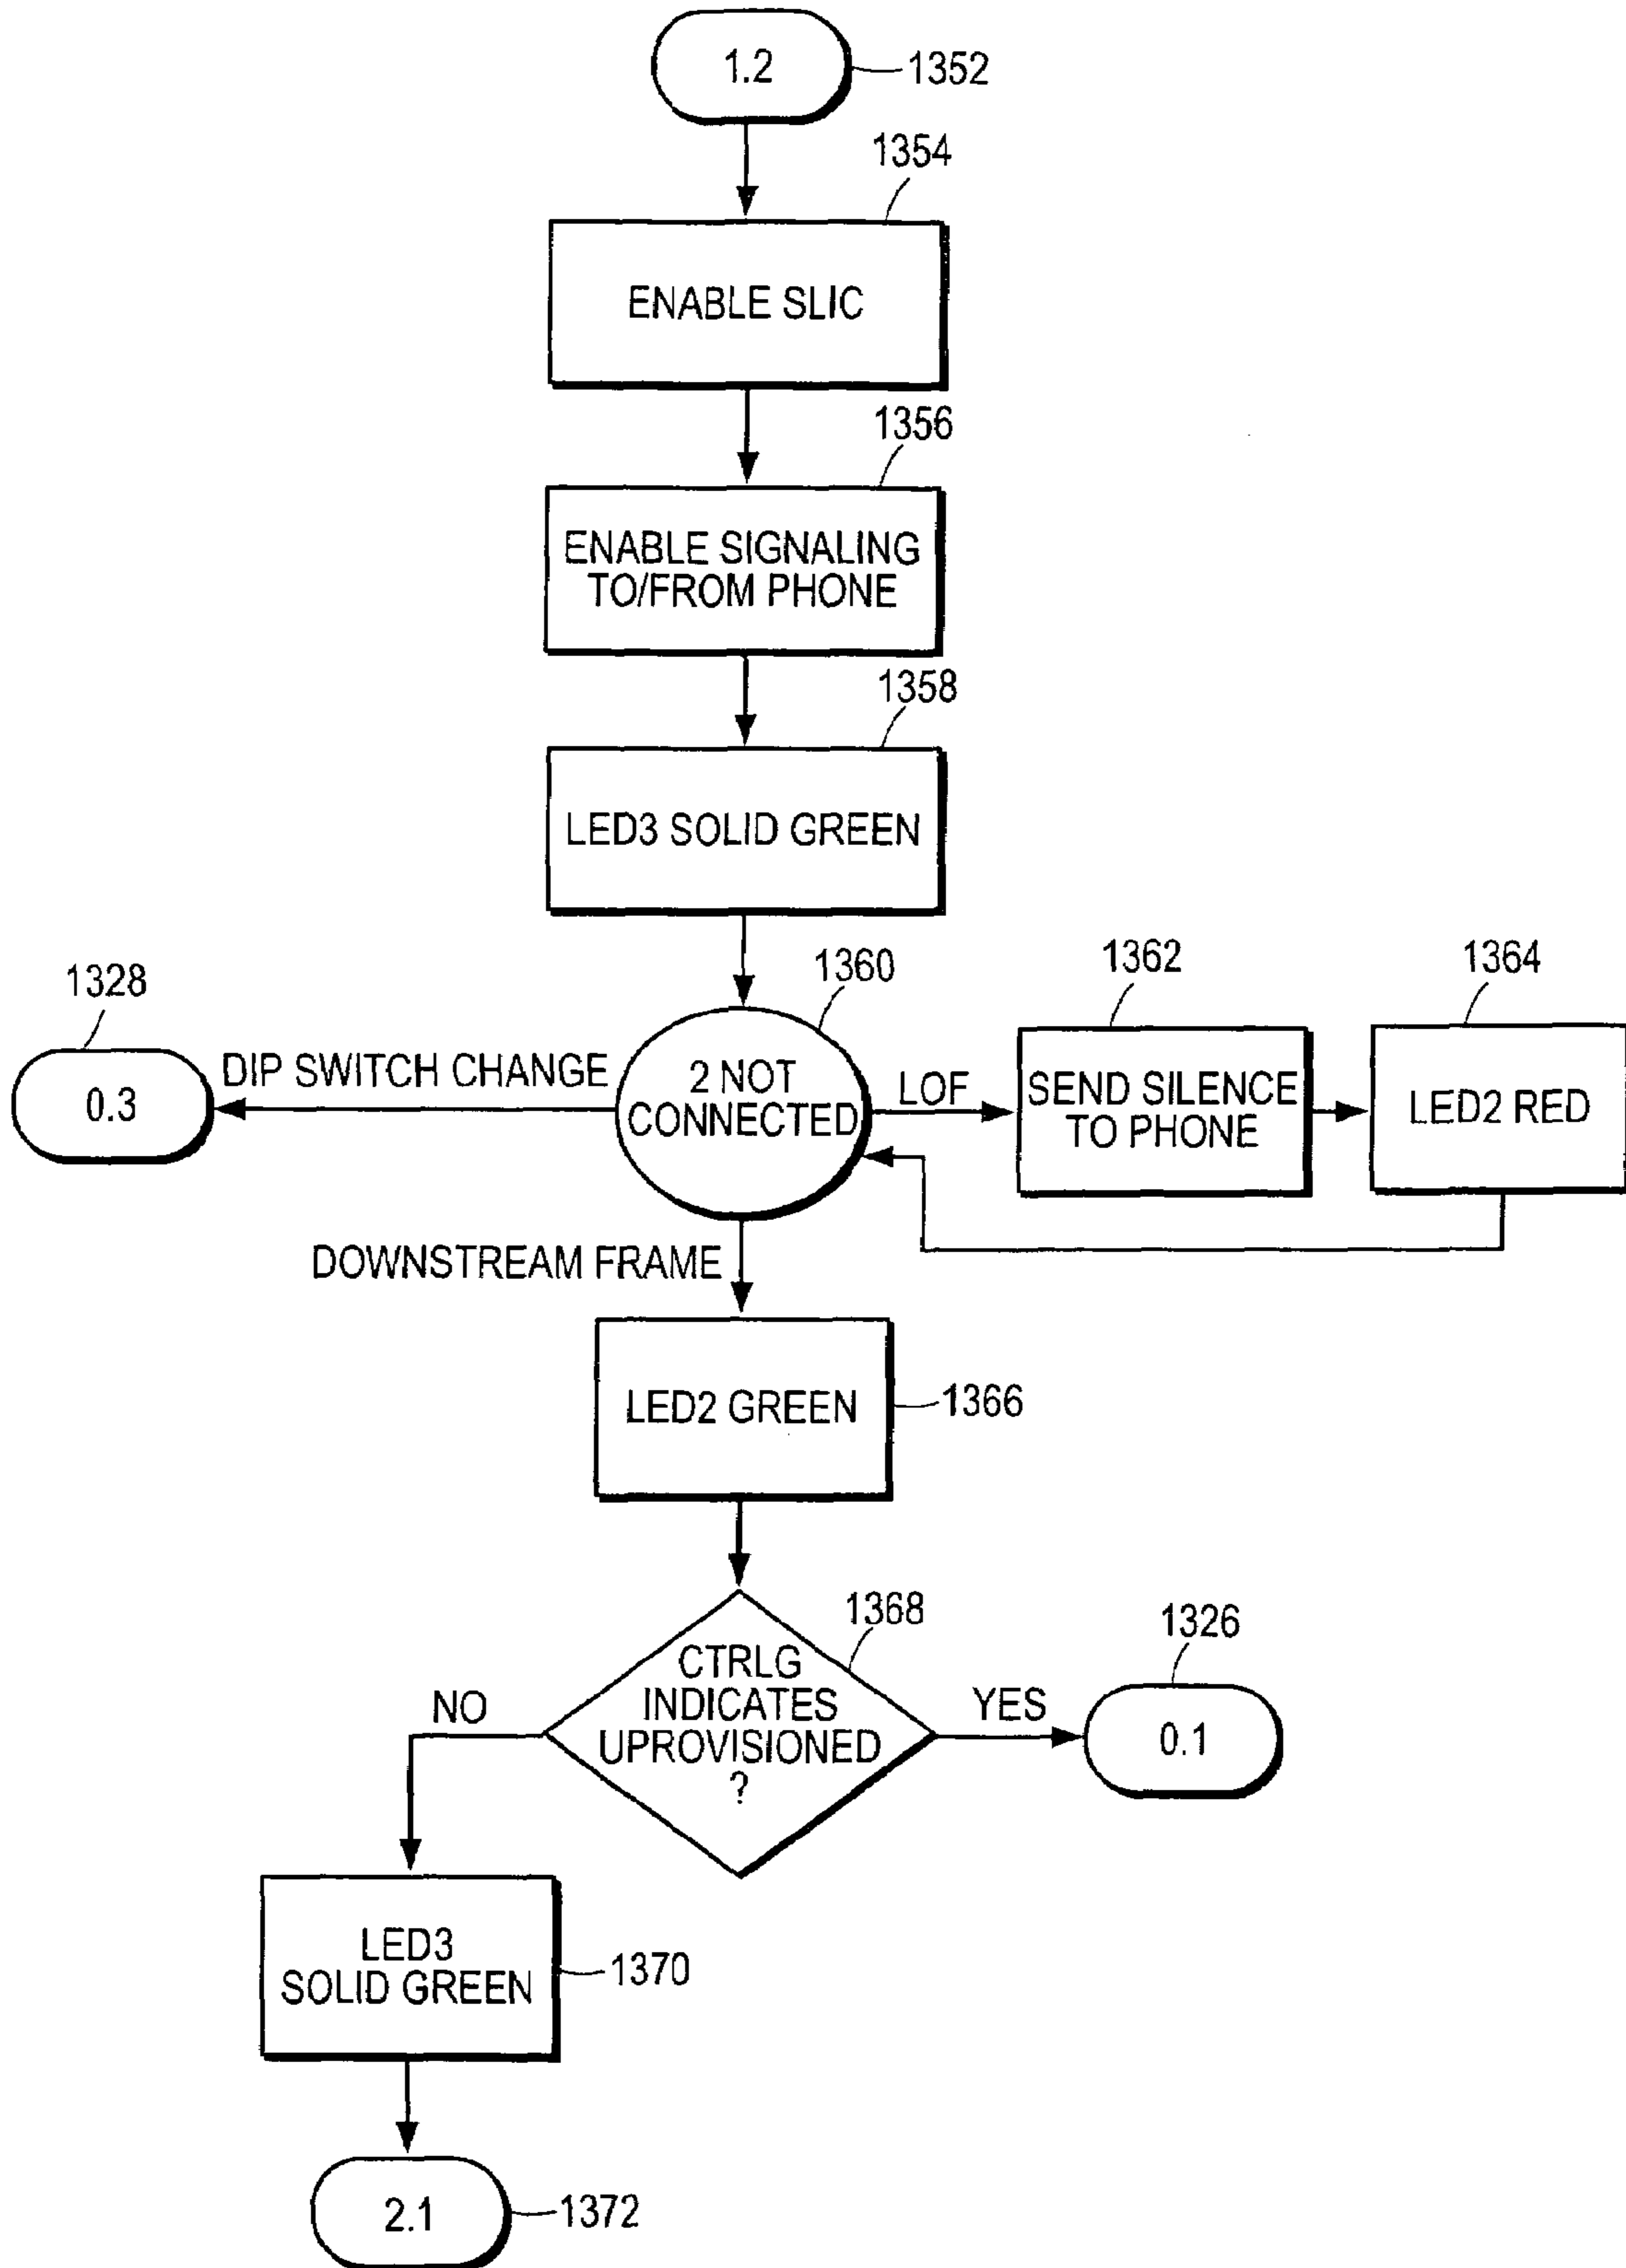 1.2
1352
1354
ENABLE SLIC
1356
ENABLE SIGNALING
TO/FROM PHONE
1358
LED3 SOLID GREEN
1328
1360
1362
1364
0.3
DIP SWITCH CHANGE
2 NOT
CONNECTED
LOF
SEND SILENCE
TO PHONE
LED2 RED
DOWNSTREAM FRAME
LED2 GREEN
1366
1368
1326
CTRLG
INDICATES
UPROVISIONED
?
NO
YES
0.1
LED3
SOLID GREEN
1370
2.1
1372